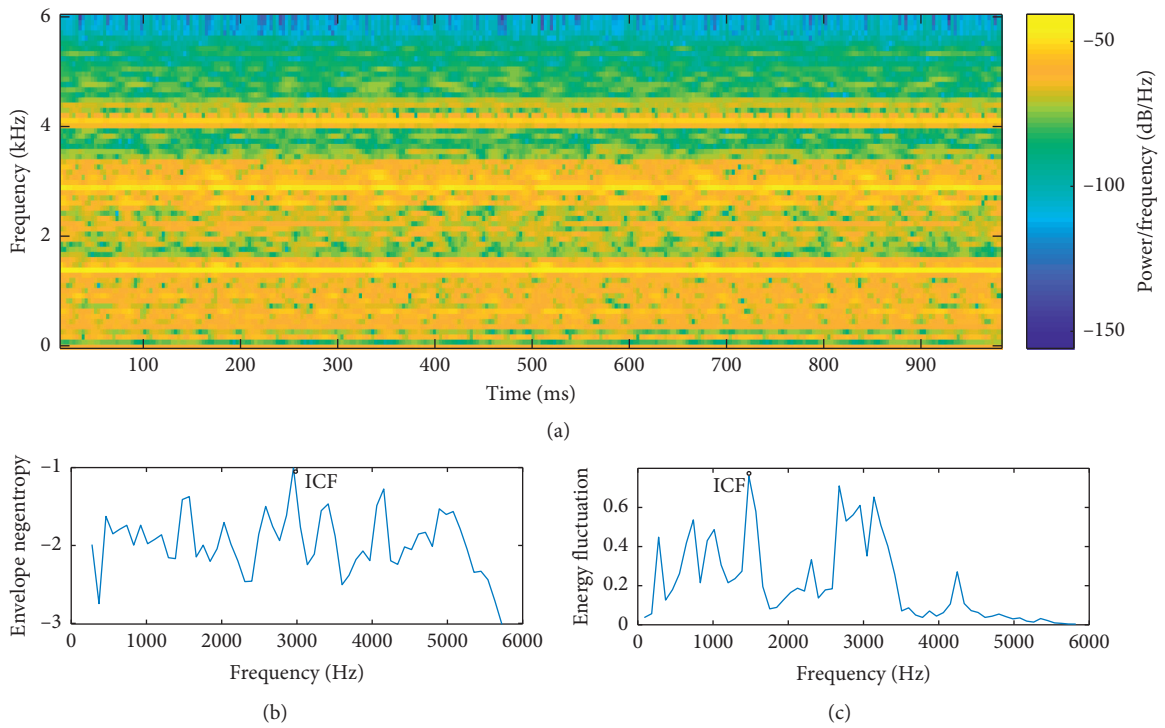 6
4
2
0
Frequency (kHz)
100 200 300 400 500 600 700 800 900
Time (ms)
−50
−100
−150
Power/frequency (dB/Hz)
(a)
−1
−2
−3
Envelope negentropy
ICF
0 1000 2000 3000 4000 5000 6000
Frequency (Hz)
(b)
0.6
0.4
0.2
0
Energy fluctuation
ICF
0 1000 2000 3000 4000 5000 6000
Frequency (Hz)
(c)